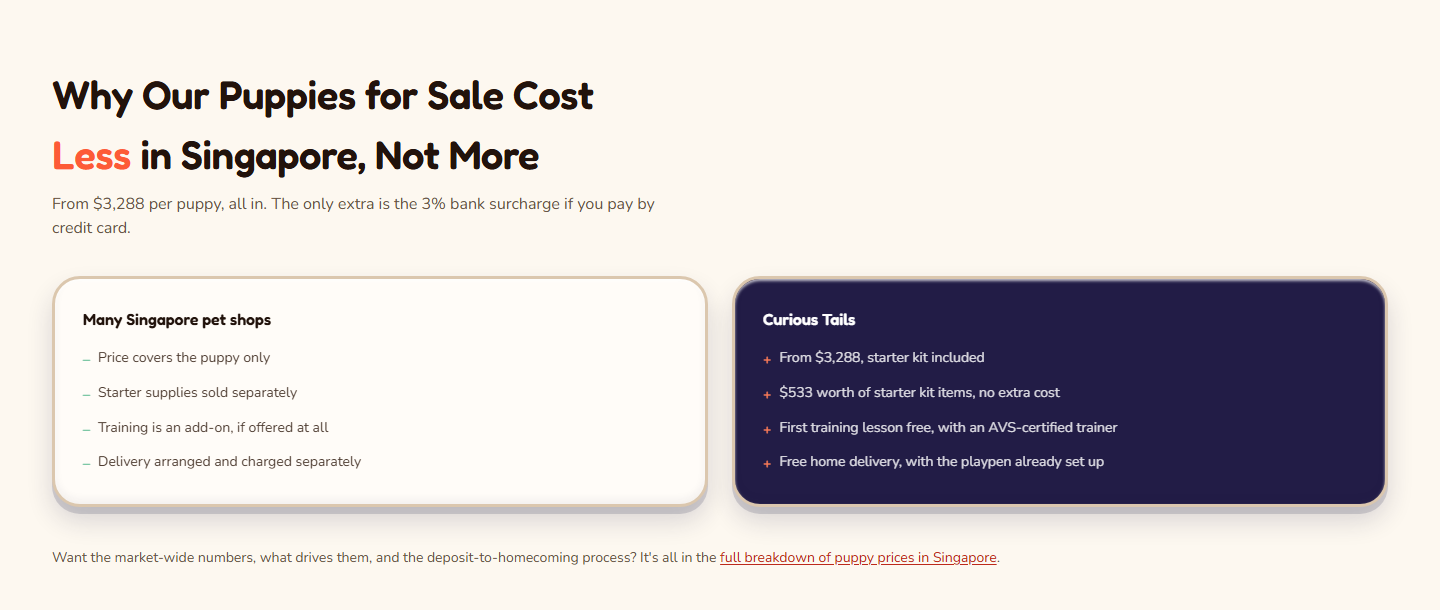 Why Our Puppies for Sale Cost
Less in Singapore, Not More
From $3,288 per puppy, all in. The only extra is the 3% bank surcharge if you pay by
credit card.
Many Singapore pet shops
– Price covers the puppy only
– Starter supplies sold separately
– Training is an add-on, if offered at all
– Delivery arranged and charged separately
Curious Tails
+ From $3,288, starter kit included
+ $533 worth of starter kit items, no extra cost
+ First training lesson free, with an AVS-certified trainer
+ Free home delivery, with the playpen already set up
Want the market-wide numbers, what drives them, and the deposit-to-homecoming process? It's all in the full breakdown of puppy prices in Singapore.